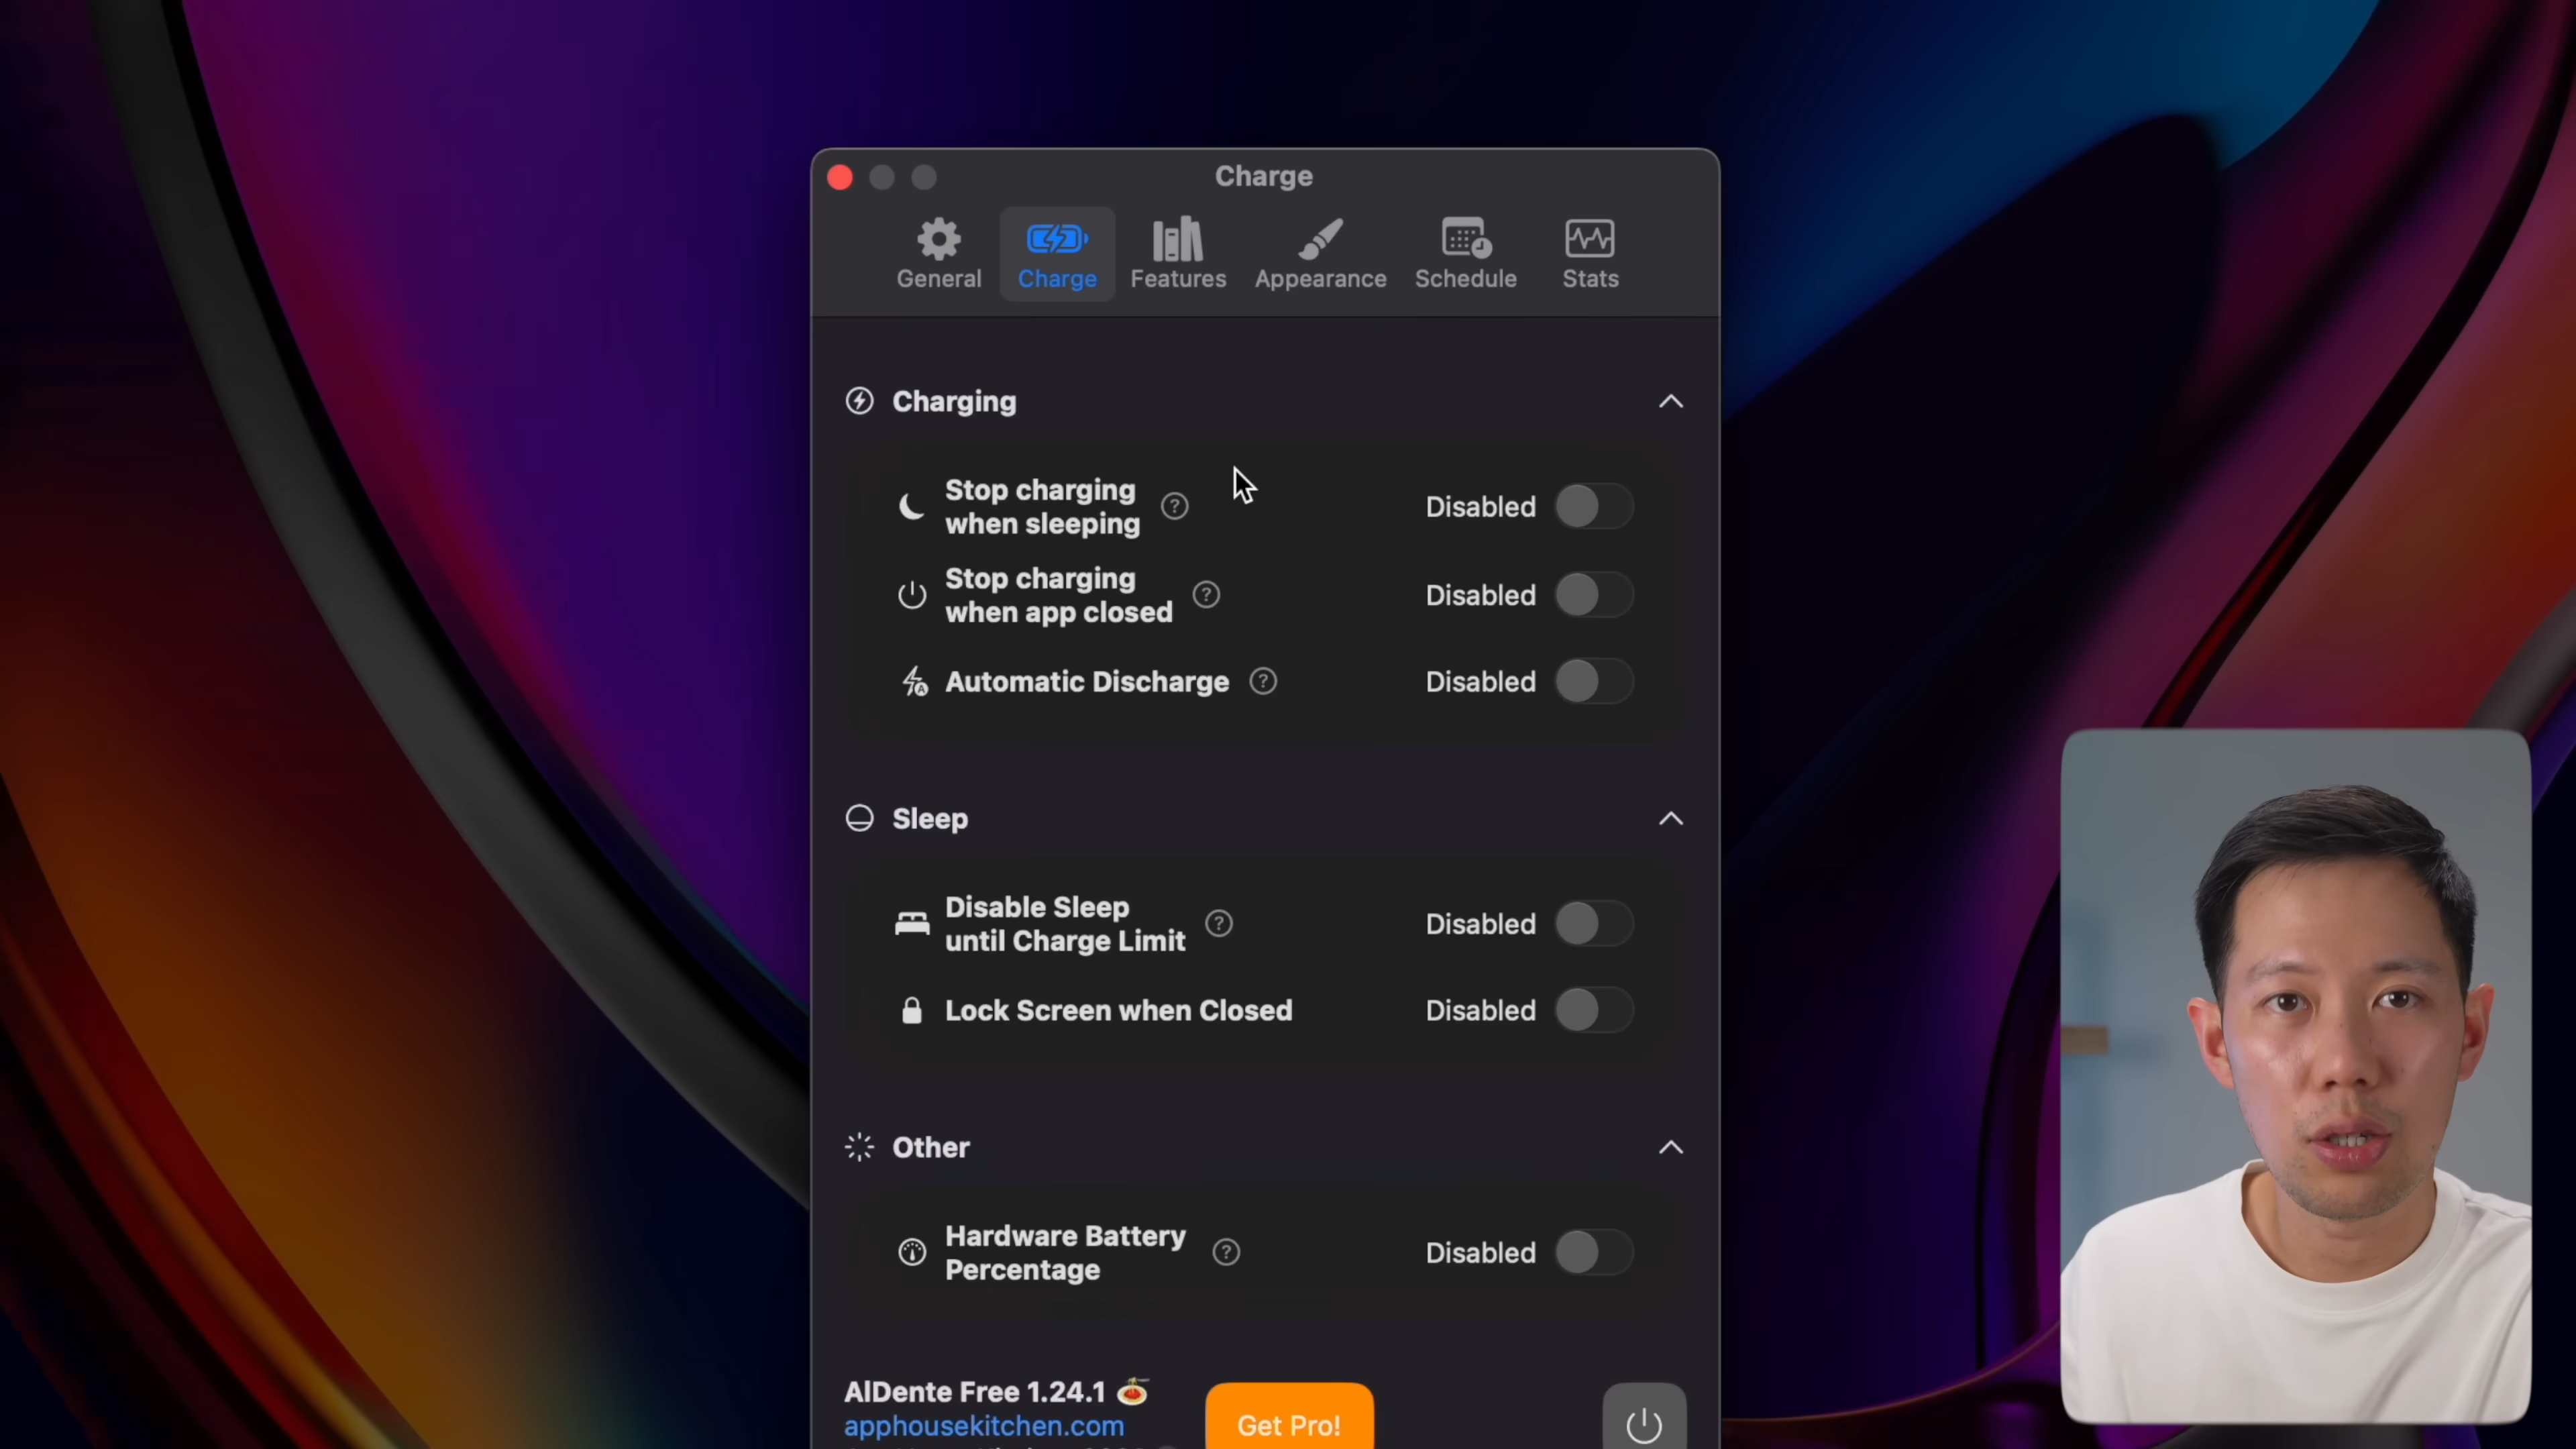 Charge
General
Charge
Features
Appearance
Schedule
Stats
Charging
Stop charging
when sleeping
?
Disabled
Stop charging
when app closed
?
Disabled
Automatic Discharge ? Disabled
Sleep
Disable Sleep
until Charge Limit
?
Disabled
Lock Screen when Closed Disabled
Other
Hardware Battery
Percentage
?
Disabled
AlDente Free 1.24.1
apphousekitchen.com
Get Pro!